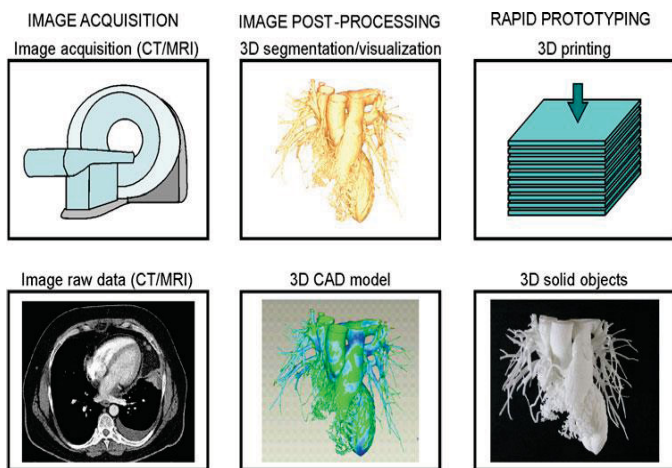 IMAGE ACQUISITION
Image acquisition (CT/MRI)
IMAGE POST-PROCESSING
3D segmentation/visualization
RAPID PROTOTYPING
3D printing
Image raw data (CT/MRI)
3D CAD model
3D solid objects